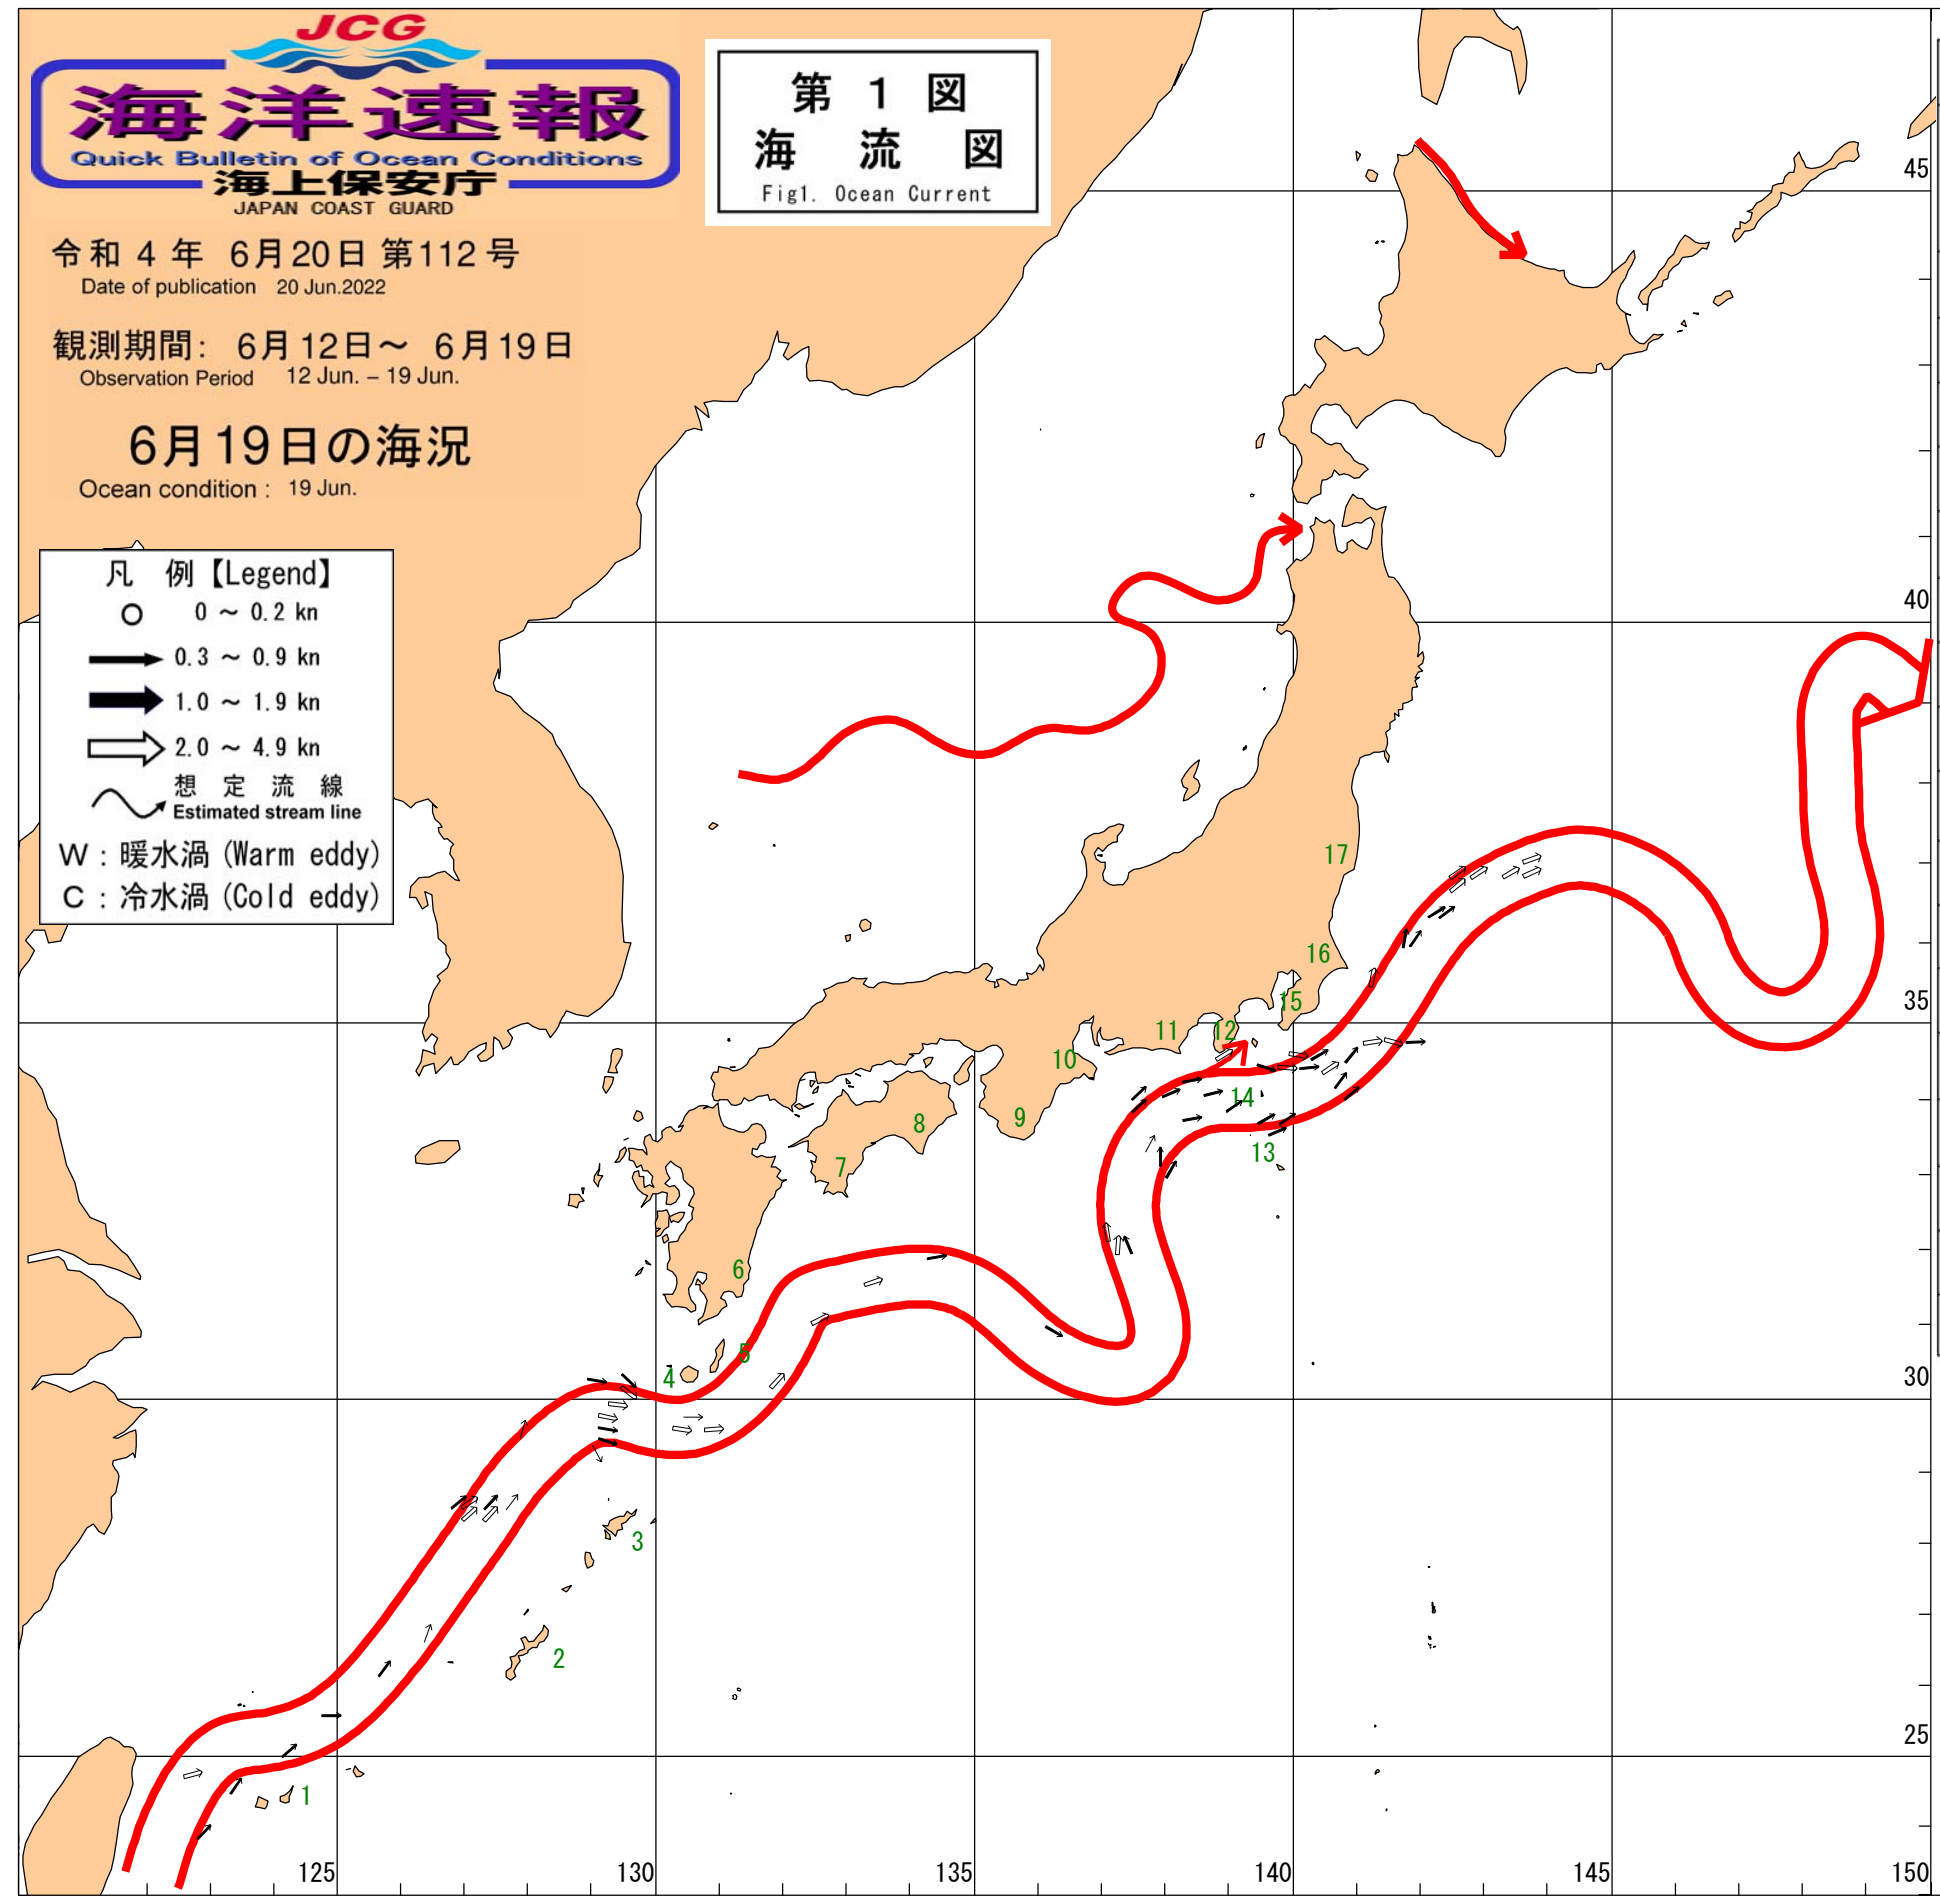 JCG
海洋速報
Quick Bulletin of Ocean Conditions
海上保安庁
JAPAN COAST GUARD
第 1 図
海 流 図
Fig1. Ocean Current
令和 4 年 6月20日 第112号
Date of publication 20 Jun.2022
観測期間: 6月12日～ 6月19日
Observation Period 12 Jun. – 19 Jun.
6月19日の海況
Ocean condition : 19 Jun.
凡 例【Legend】
0 ～ 0.2 kn
0.3 ～ 0.9 kn
1.0 ～ 1.9 kn
2.0 ～ 4.9 kn
想 定 流 線
Estimated stream line
W : 暖水渦 (Warm eddy)
C : 冷水渦 (Cold eddy)
45
40
17
16
35
15
12
11
10
14
9
8
13
7
6
5
4
30
3
2
25
1
125
130
135
140
145
150